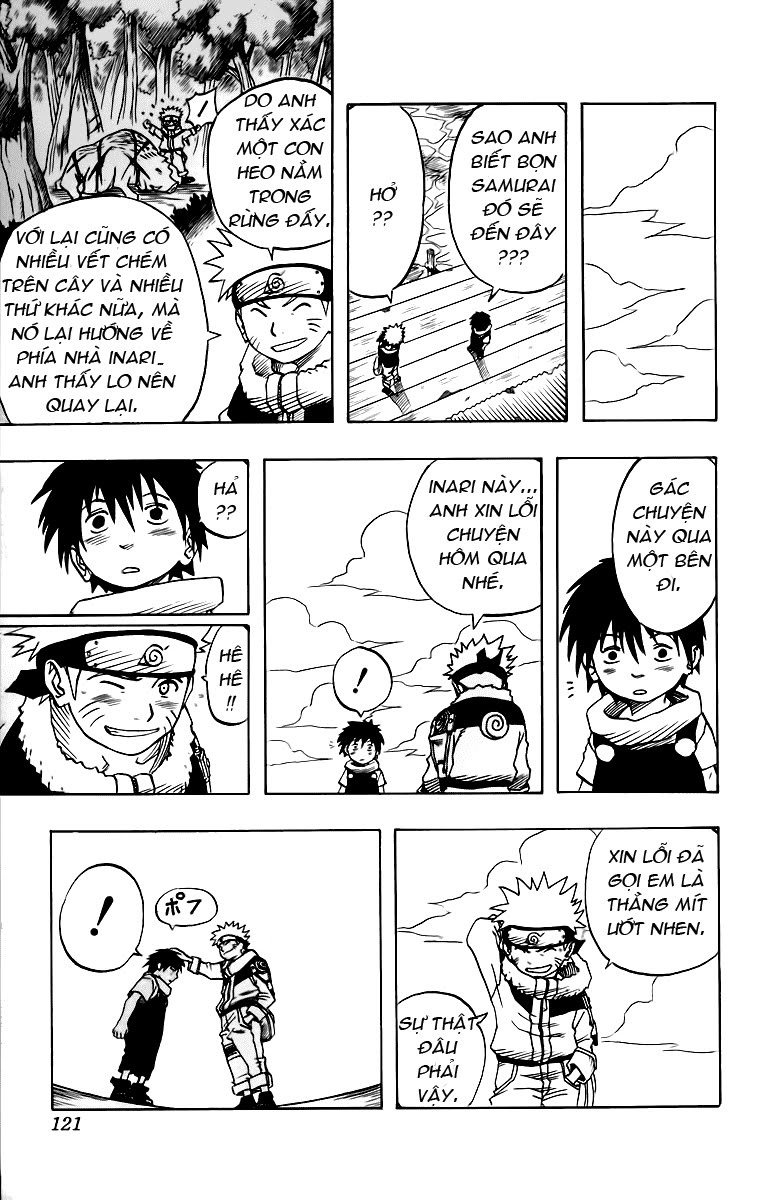 SAO ANH
BIẾT BỌN
SAMURAI
ĐÓ SẼ
ĐẾN ĐÂY
???
HỞ
??
DO ANH
THẤY XÁC
MỘT CON
HEO NẰM
TRONG
RỪNG ĐẤY.
!
VỚI LẠI CŨNG CÓ
NHIỀU VẾT CHÉM
TRÊN CÂY VÀ NHIỀU
THỨ KHÁC NỮA, MÀ
NÓ LẠI HƯỚNG VỀ
PHÍA NHÀ INARI_
ANH THẤY LO NÊN
QUAY LẠI.
GÁC
CHUYỆN
NÀY QUA
MỘT BÊN
ĐI.
INARI NÀY...
ANH XIN LỖI
CHUYỆN
HÔM QUA
NHÉ.
!
HẢ
??
HÊ
HÊ
!!
XIN LỖI ĐÃ
GỌI EM LÀ
THẰNG MÍT
ƯỚT NHEN.
SỰ THẬT
ĐÂU
PHẢI
VẬY.
ポフ
!
121